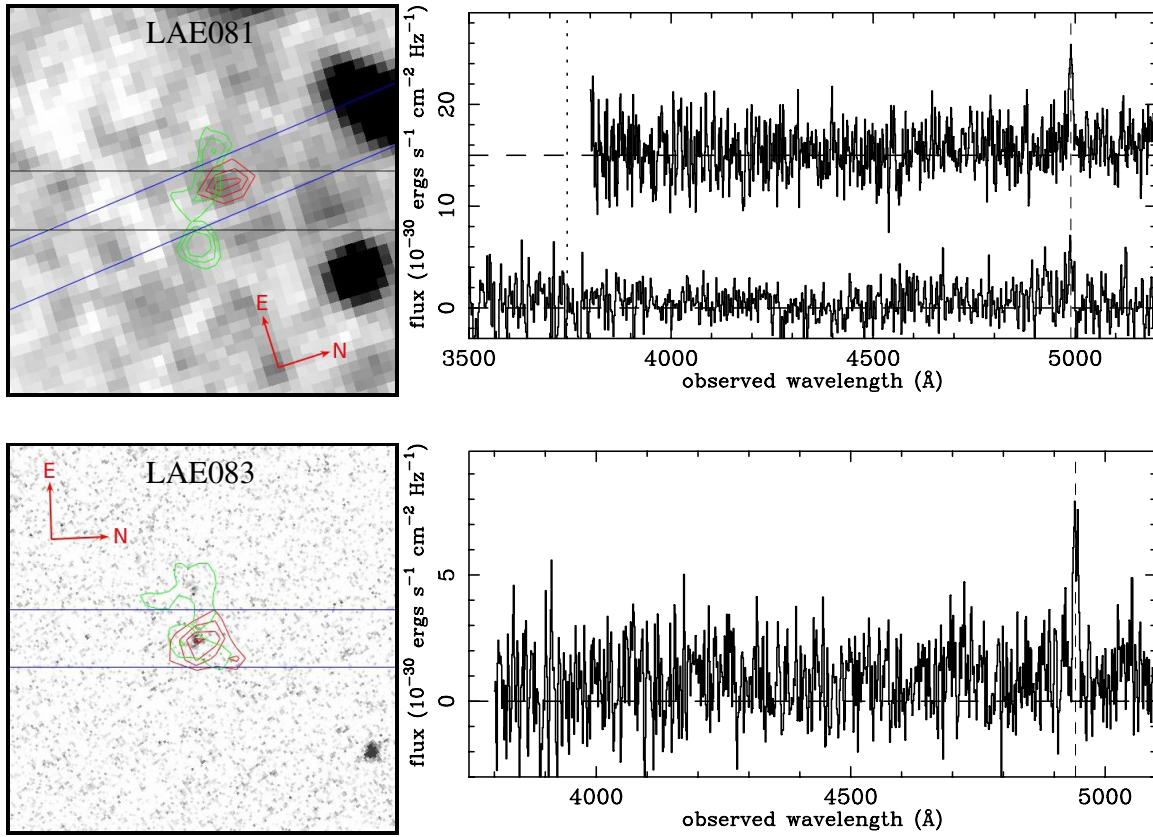 LAE081
E
N
flux (10⁻³⁰ ergs s⁻¹ cm⁻² Hz⁻¹)
20
10
0
3500 4000 4500 5000
observed wavelength (Å)
LAE083
E
N
flux (10⁻³⁰ ergs s⁻¹ cm⁻² Hz⁻¹)
5
0
4000 4500 5000
observed wavelength (Å)